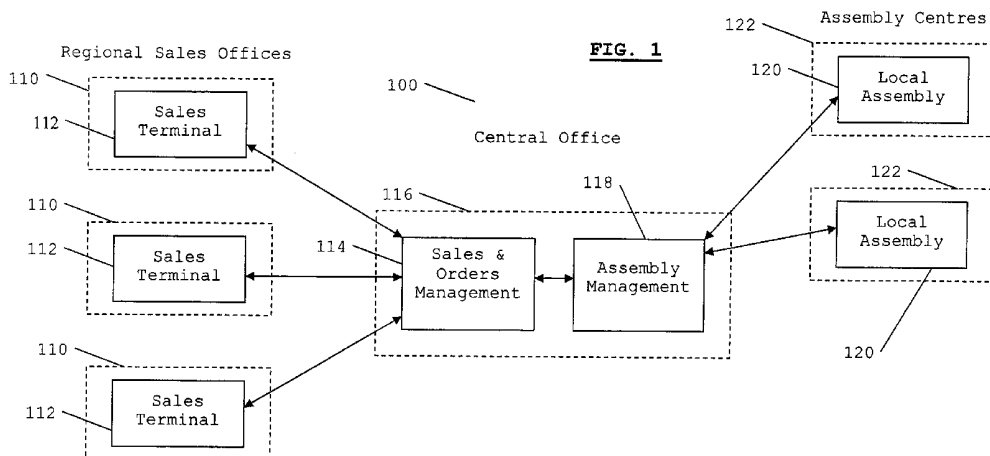 Assembly Centres
122
Regional Sales Offices
FIG. 1
110
120
Local
Assembly
100
Sales
Terminal
112
Central Office
122
116
118
110
114
Local
Assembly
112
Sales
Terminal
Sales &
Orders
Management
Assembly
Management
110
120
112
Sales
Terminal